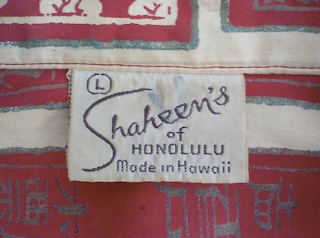 L
Shaheen's
of
HONOLULU
Made in Hawaii